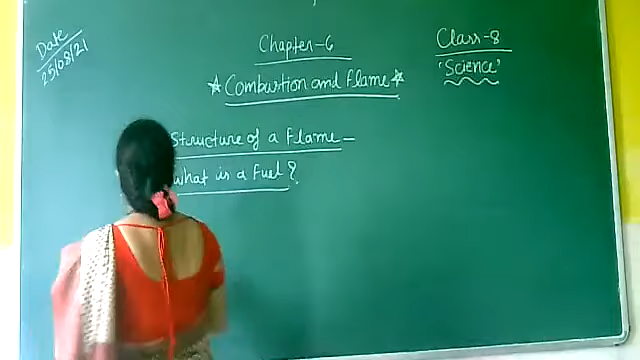 Date
25/08/21
Chapter-6
Class-8
'Science'
☆Combustion and Flame☆
Structure of a Flame—
What is a Fuel?